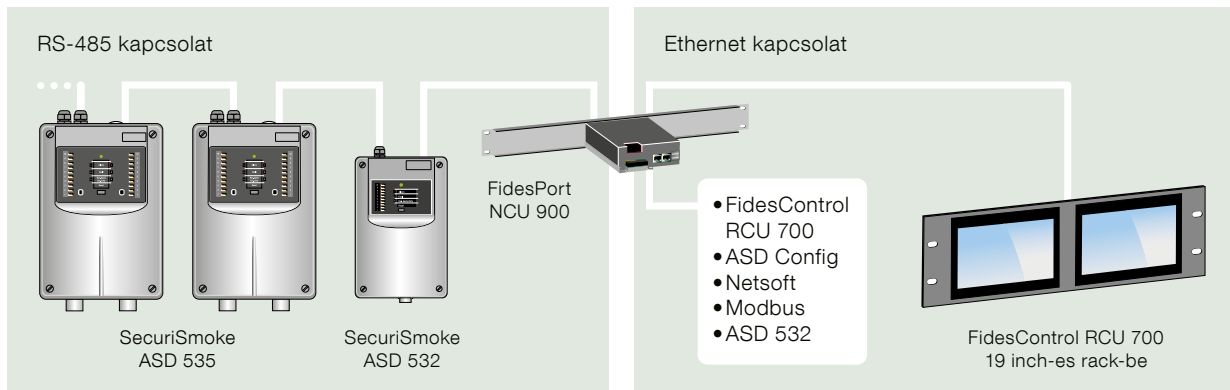 RS-485 kapcsolat
SecuriSmoke
ASD 535
SecuriSmoke
ASD 532
FidesPort
NCU 900
Ethernet kapcsolat
•FidesControl
RCU 700
•ASD Config
•Netsoft
•Modbus
•ASD 532
FidesControl RCU 700
19 inch-es rack-be